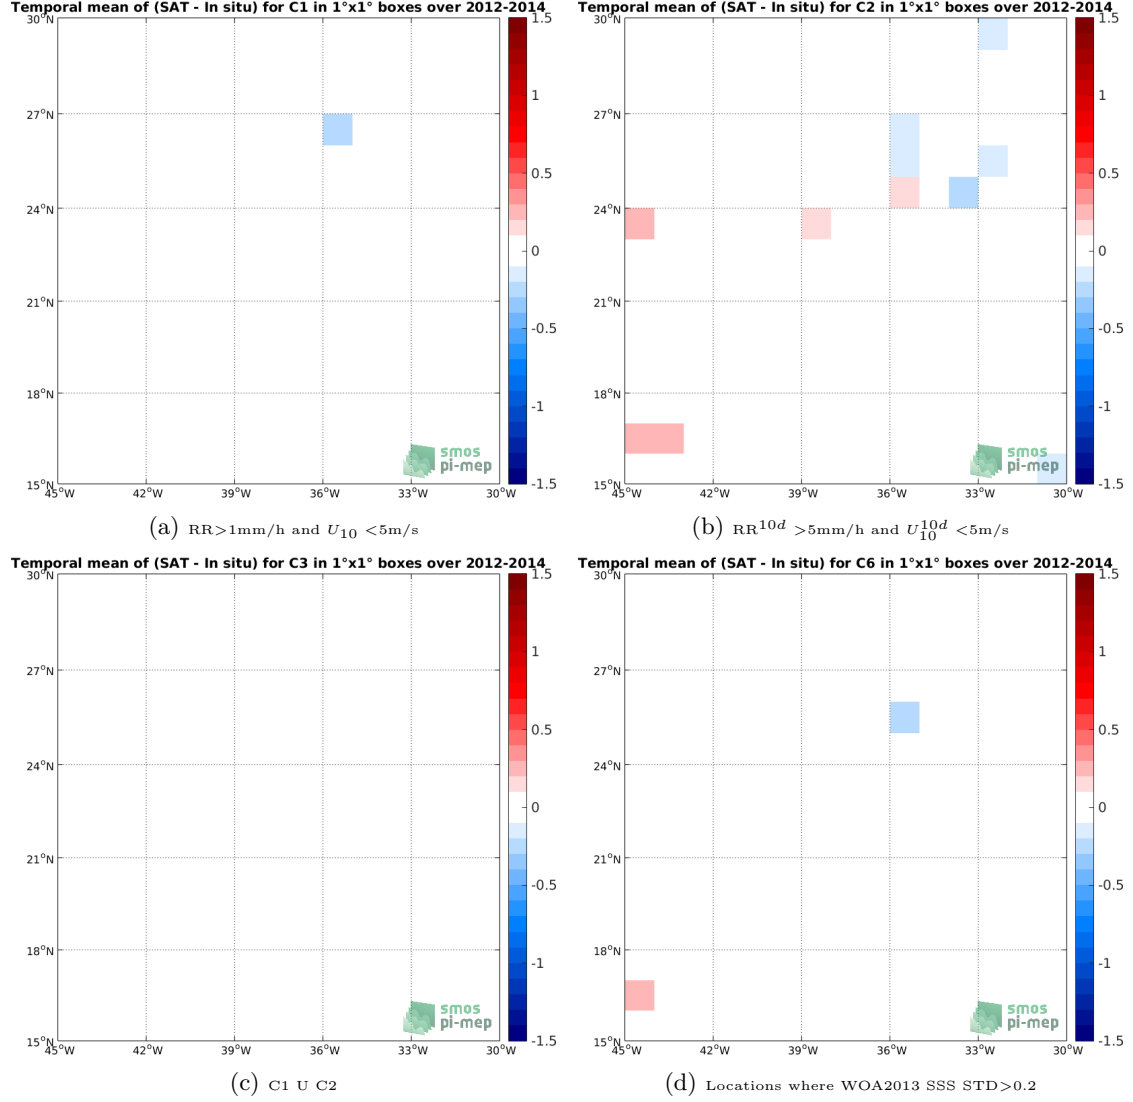 Temporal mean of (SAT - In situ) for C1 in 1°x1° boxes over 2012-2014
30°N
27°N
24°N
21°N
18°N
15°N
45°W 42°W 39°W 36°W 33°W 30°W
1.5
1
0.5
0
-0.5
-1
-1.5
smos
pi-mep
(a) RR>1mm/h and U10 <5m/s
Temporal mean of (SAT - In situ) for C2 in 1°x1° boxes over 2012-2014
30°N
27°N
24°N
21°N
18°N
15°N
45°W 42°W 39°W 36°W 33°W 30°W
1.5
1
0.5
0
-0.5
-1
-1.5
smos
pi-mep
(b) RR10d >5mm/h and U10d10 <5m/s
Temporal mean of (SAT - In situ) for C3 in 1°x1° boxes over 2012-2014
30°N
27°N
24°N
21°N
18°N
15°N
45°W 42°W 39°W 36°W 33°W 30°W
1.5
1
0.5
0
-0.5
-1
-1.5
smos
pi-mep
(c) C1 U C2
Temporal mean of (SAT - In situ) for C6 in 1°x1° boxes over 2012-2014
30°N
27°N
24°N
21°N
18°N
15°N
45°W 42°W 39°W 36°W 33°W 30°W
1.5
1
0.5
0
-0.5
-1
-1.5
smos
pi-mep
(d) Locations where WOA2013 SSS STD>0.2